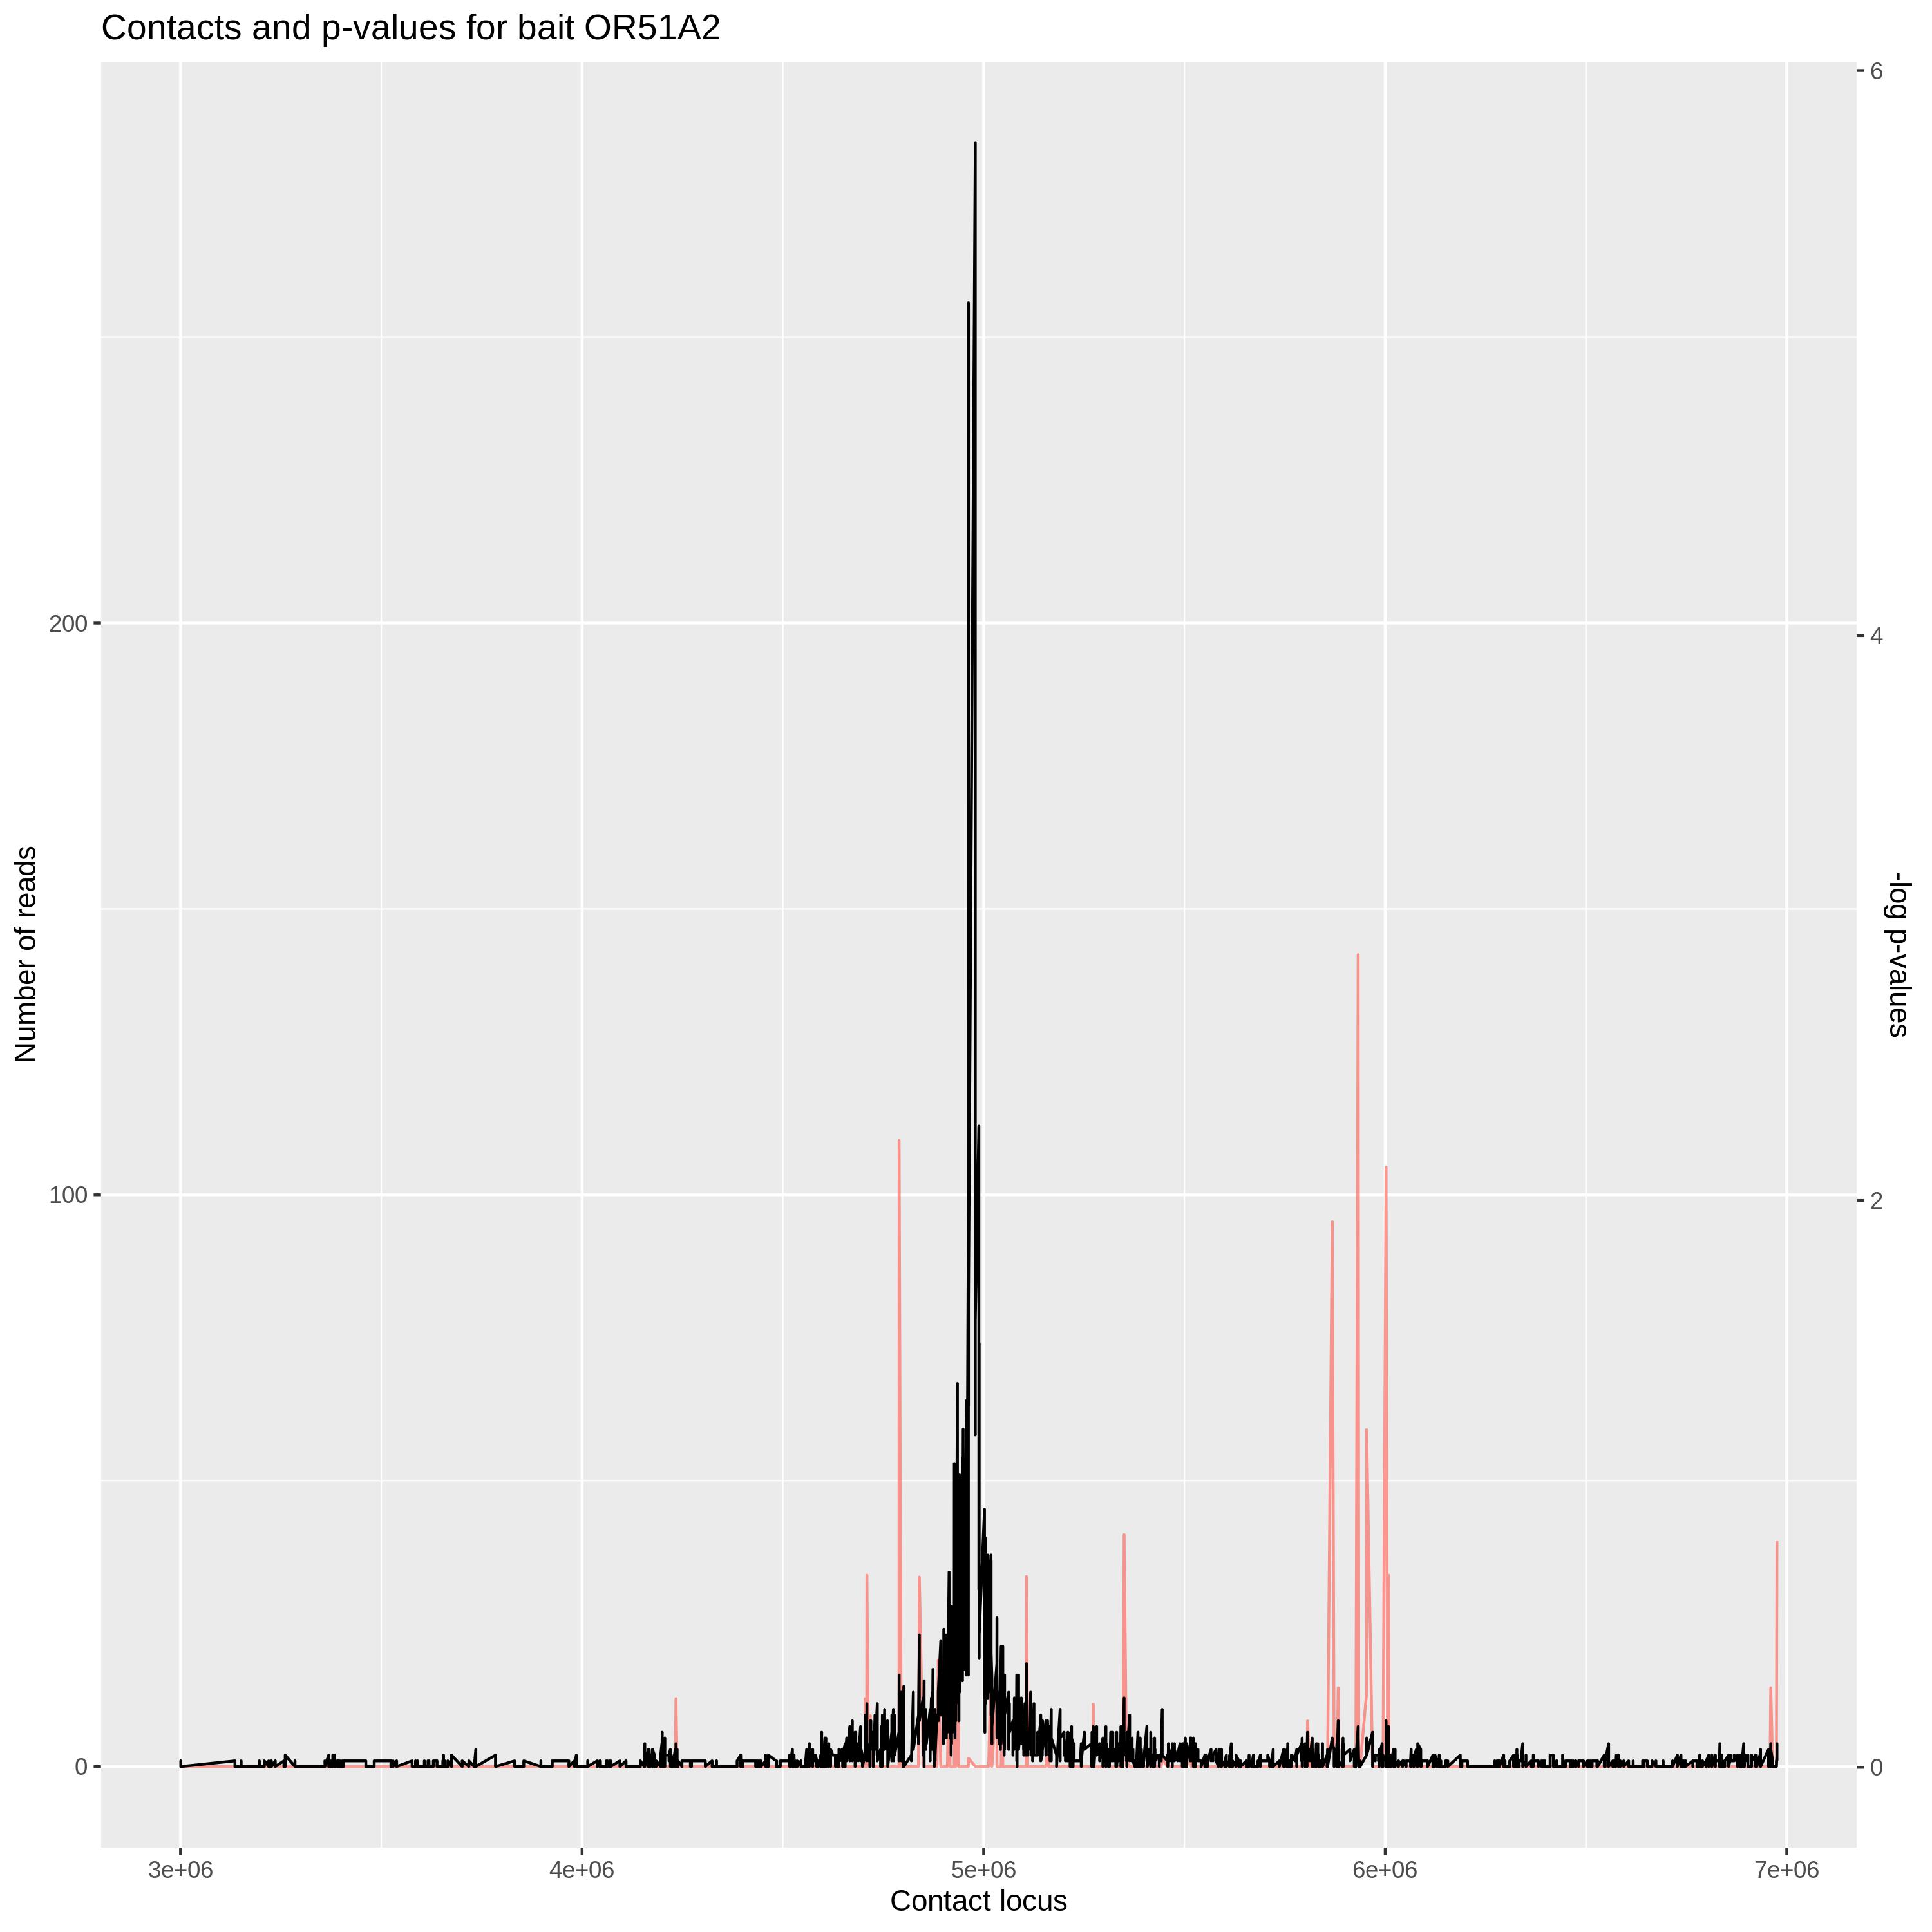 Contacts and p-values for bait OR51A2
6
200
4
Number of reads
-log p-values
100
2
0
0
3e+06
4e+06
5e+06
6e+06
7e+06
Contact locus